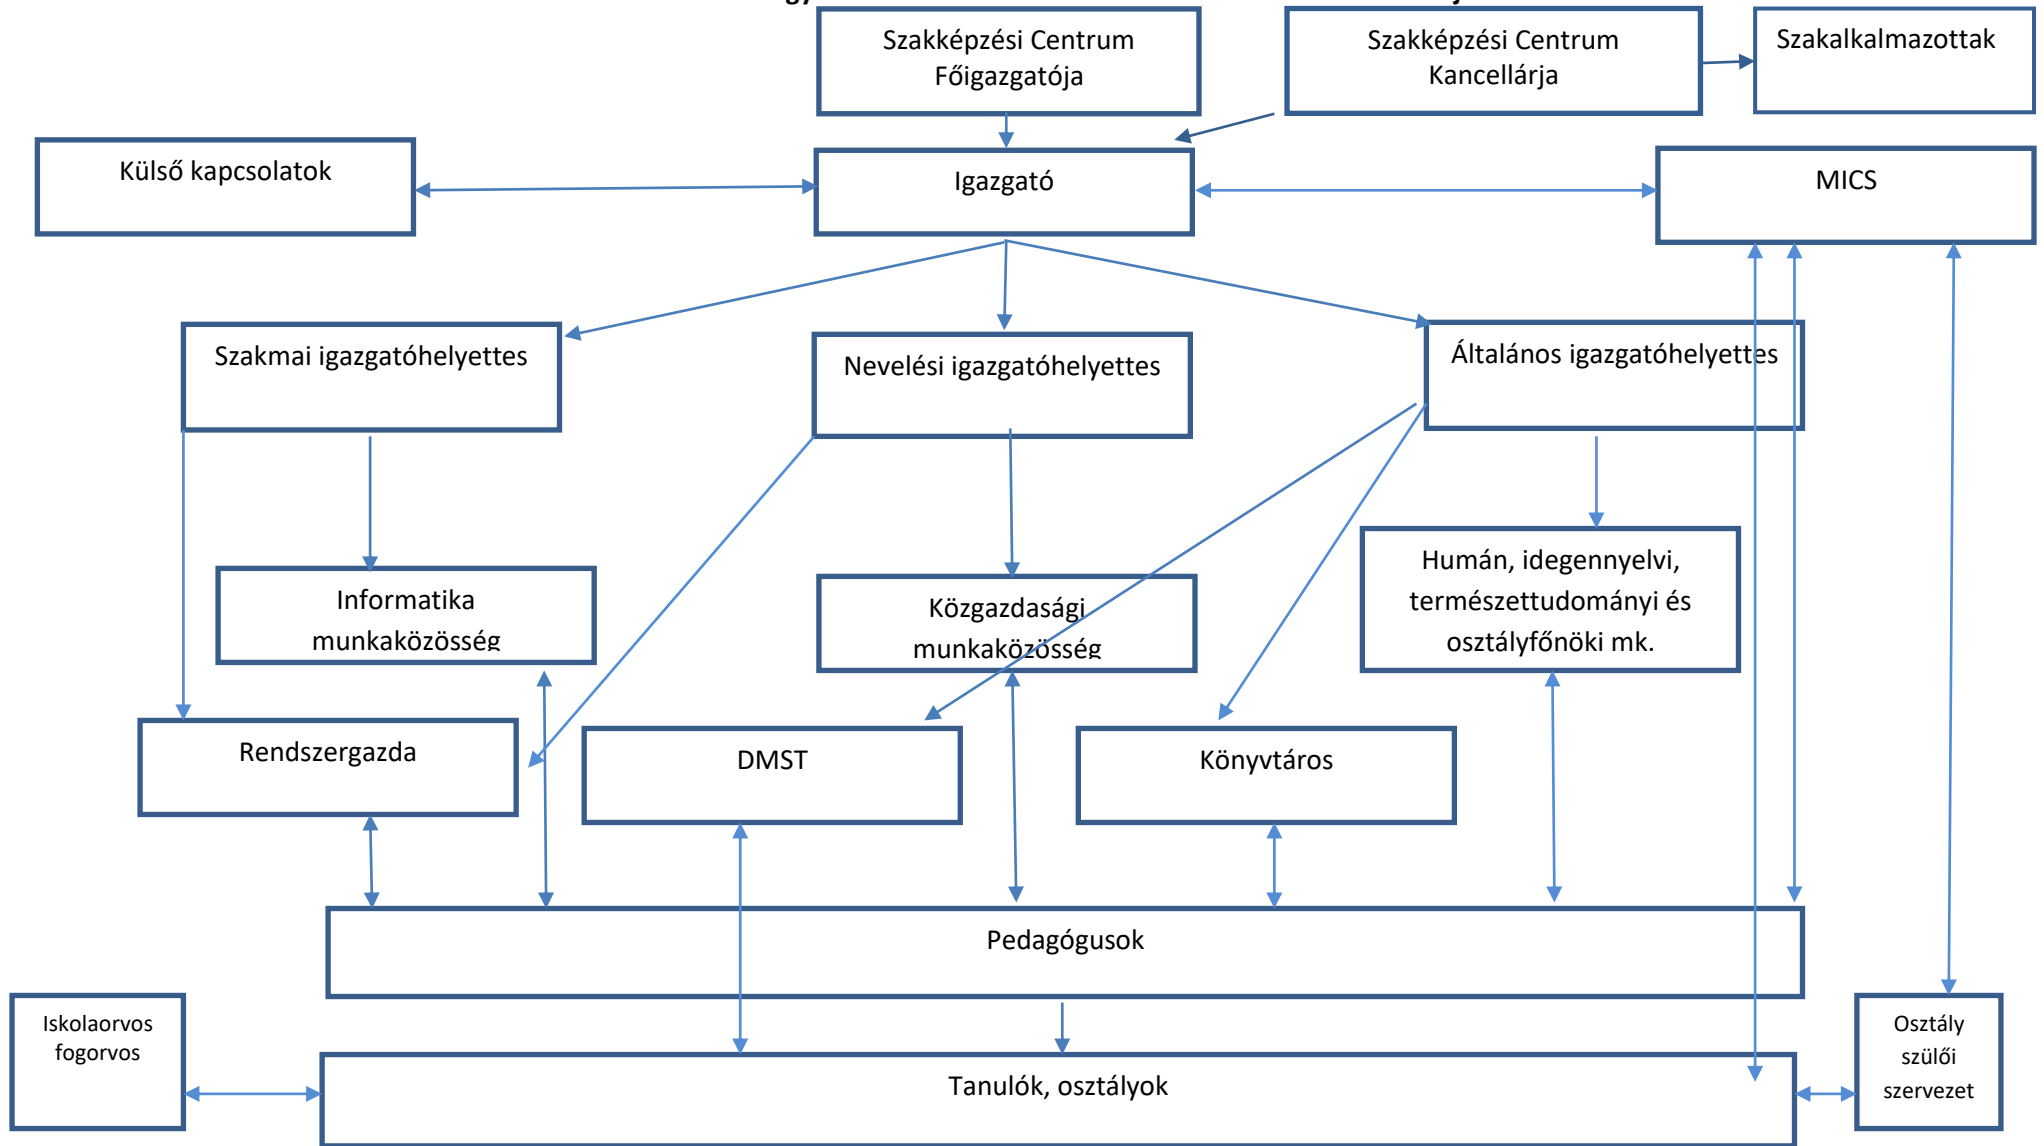 Szakképzési Centrum
Főigazgatója
Szakképzési Centrum
Kancellárja
Szakalkalmazottak
Külső kapcsolatok
Igazgató
MICS
Szakmai igazgatóhelyettes
Nevelési igazgatóhelyettes
Általános igazgatóhelyettes
Informatika
munkaközösség
Közgazdasági
munkaközösség
Humán, idegennyelvi,
természettudományi és
osztályfőnöki mk.
Rendszergazda
DMST
Könyvtáros
Pedagógusok
Iskolaorvos
fogorvos
Tanulók, osztályok
Osztály
szülői
szervezet